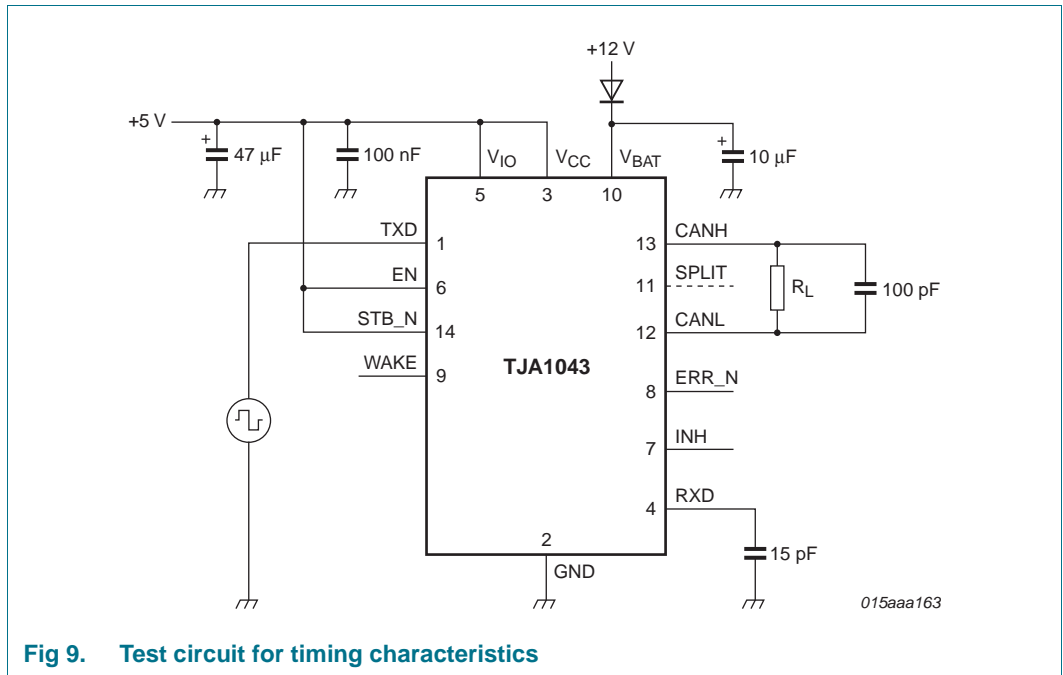 +12 V
+5 V
+
47 μF
100 nF
VIO
VCC
VBAT
+
10 μF
5
3
10
TXD
1
13
CANH
EN
6
11
SPLIT
RL
100 pF
STB_N
14
12
CANL
WAKE
9
TJA1043
8
ERR_N
7
INH
4
RXD
2
GND
15 pF
015aaa163
Fig 9. Test circuit for timing characteristics